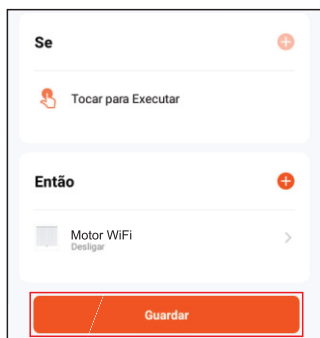 Se
Tocar para Executar
Então
Motor WiFi
Desligar
Guardar